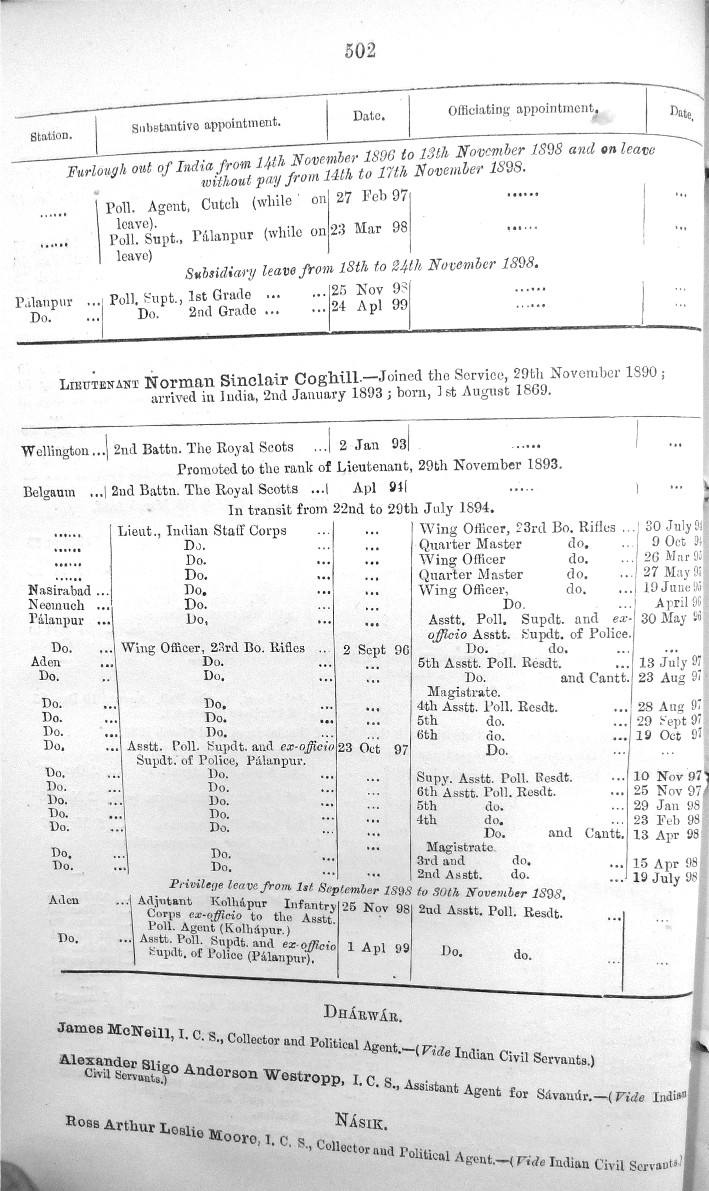 502
Station. Substantive appointment. Date. Officiating appointment. Date.
Furlough out of India from 14th November 1896 to 13th November 1898 and on leave
without pay from 14th to 17th November 1898.
...... Poll. Agent, Cutch (while on 27 Feb 97 ...... ...
leave).
...... Poll. Supt., Pálanpur (while on 23 Mar 98 ...... ...
leave)
Subsidiary leave from 18th to 24th November 1898.
Pálanpur ... Poll. Supt., 1st Grade ... ... 25 Nov 98 ...... ...
Do. ... Do. 2nd Grade ... ... 24 Apl 99 ...... ...
LIEUTENANT Norman Sinclair Coghill.—Joined the Service, 29th November 1890;
arrived in India, 2nd January 1893; born, 1st August 1869.
Wellington... 2nd Battn. The Royal Scots ... 2 Jan 93 ...... ...
Promoted to the rank of Lieutenant, 29th November 1893.
Belgaum ... 2nd Battn. The Royal Scotts ... Apl 94 ..... ...
In transit from 22nd to 29th July 1894.
...... Lieut., Indian Staff Corps ... ... Wing Officer, 23rd Bo. Rifles ... 30 July 94
...... Do. ... ... Quarter Master do. ... 9 Oct 94
...... Do. ... ... Wing Officer do. ... 26 Mar 95
...... Do. ... ... Quarter Master do. ... 27 May 95
Nasirabad ... Do. ... ... Wing Officer, do. ... 19 June 95
Neemuch ... Do. ... ... Do. ... April 96
Pálanpur ... Do, ... ... Asstt. Poll. Supdt. and ex- 30 May 96
officio Asstt. Supdt. of Police.
Do. ... Wing Officer, 23rd Bo. Rifles ... 2 Sept 96 Do. do. ... ...
Aden ... Do. ... ... 5th Asstt. Poll. Resdt. ... 13 July 97
Do. .. Do. ... ... Do. and Cantt. 23 Aug 97
Magistrate.
Do. ... Do. ... ... 4th Asstt. Poll. Resdt. ... 28 Aug 97
Do. ... Do. ... ... 5th do. ... 29 Sept 97
Do. ... Do. ... ... 6th do. ... 19 Oct 97
Do. ... Asstt. Poll. Supdt. and ex-officio 23 Oct 97 Do. ... ...
Supdt. of Police, Pálanpur.
Do. ... Do. ... ... Supy. Asstt. Poll. Resdt. ... 10 Nov 97
Do. ... Do. ... ... 6th Asstt. Poll. Resdt. ... 25 Nov 97
Do. ... Do. ... ... 5th do. ... 29 Jan 98
Do. ... Do. ... ... 4th do. ... 23 Feb 98
Do. ... Do. ... ... Do. and Cantt. 13 Apr 98
Magistrate.
Do. ... Do. ... ... 3rd and do. ... 15 Apr 98
Do. ... Do. ... 2nd Asstt. do. ... 19 July 98
Privilege leave from 1st September 1898 to 30th November 1898.
Aden ... Adjutant Kolhápur Infantry 25 Nov 98 2nd Asstt. Poll. Resdt. ... ...
Corps ex-officio to the Asstt.
Poll. Agent (Kolhápur.)
Do. ... Asstt. Poll. Supdt. and ex-officio 1 Apl 99 Do. do. ... ...
Supdt. of Police (Pálanpur).
DHÁRWÁR.
James McNeill, I. C. S., Collector and Political Agent.—(Vide Indian Civil Servants.)
Alexander Sligo Anderson Westropp, I. C. S., Assistant Agent for Sávanúr.—(Vide Indian
Civil Servants.)
NÁSIK.
Ross Arthur Leslie Moore, I. C. S., Collector and Political Agent.—(Vide Indian Civil Servants.)